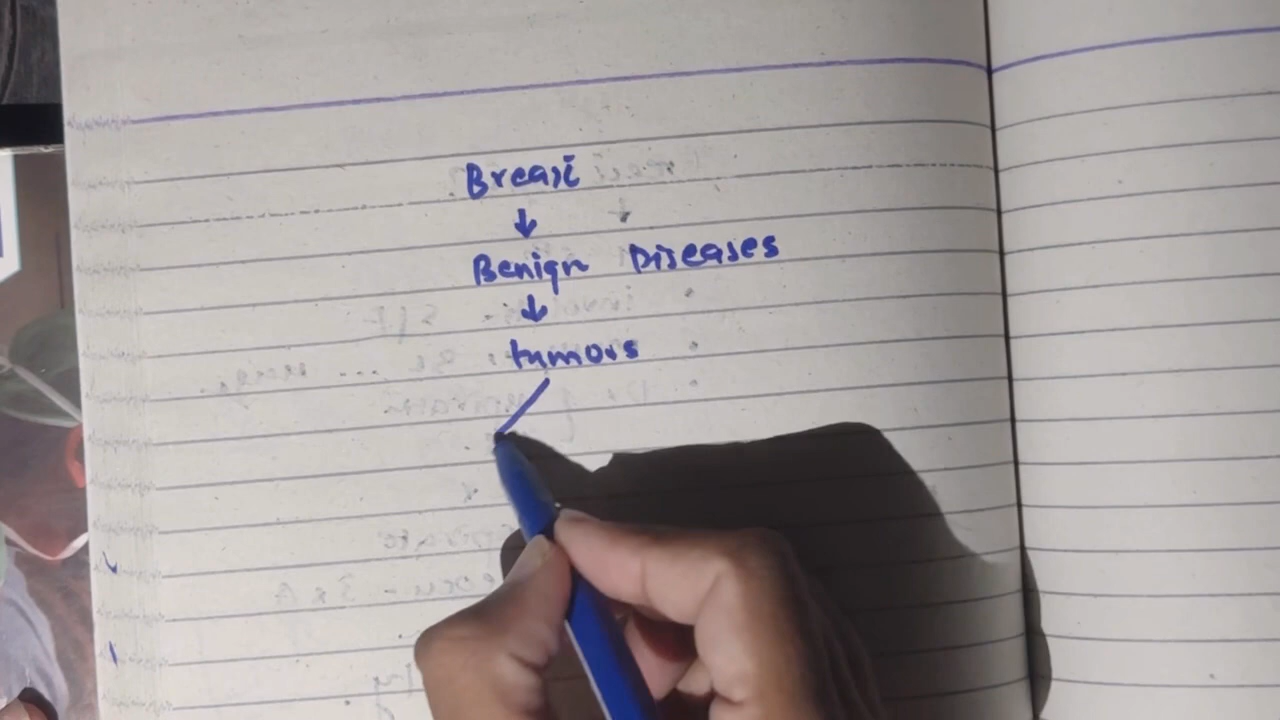 Breast
↓
Benign Diseases
↓
tumors